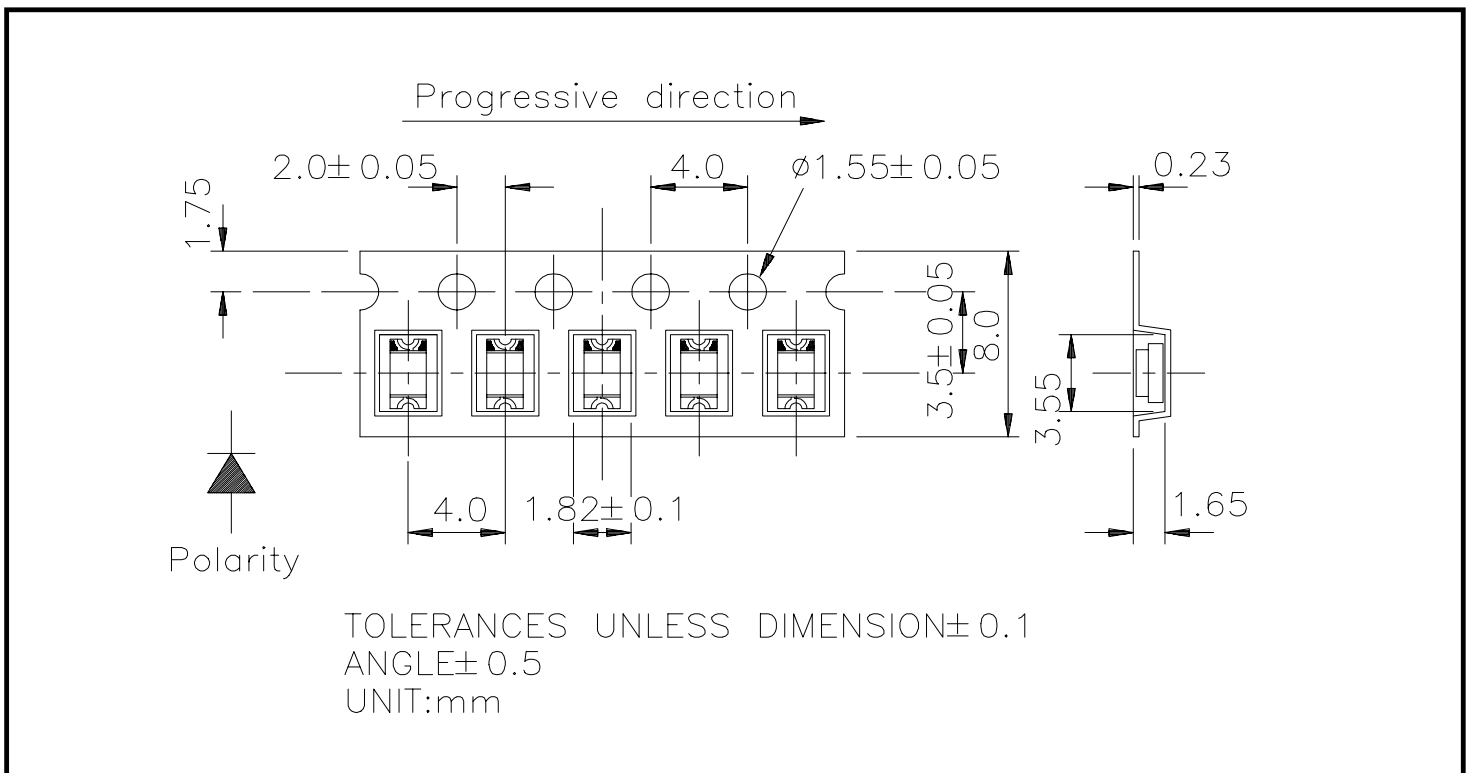 Progressive direction
2.0±0.05
4.0
ø1.55±0.05
0.23
1.75
3.5±0.05
8.0
3.55
4.0
1.82±0.1
1.65
Polarity
TOLERANCES UNLESS DIMENSION±0.1
ANGLE±0.5
UNIT:mm